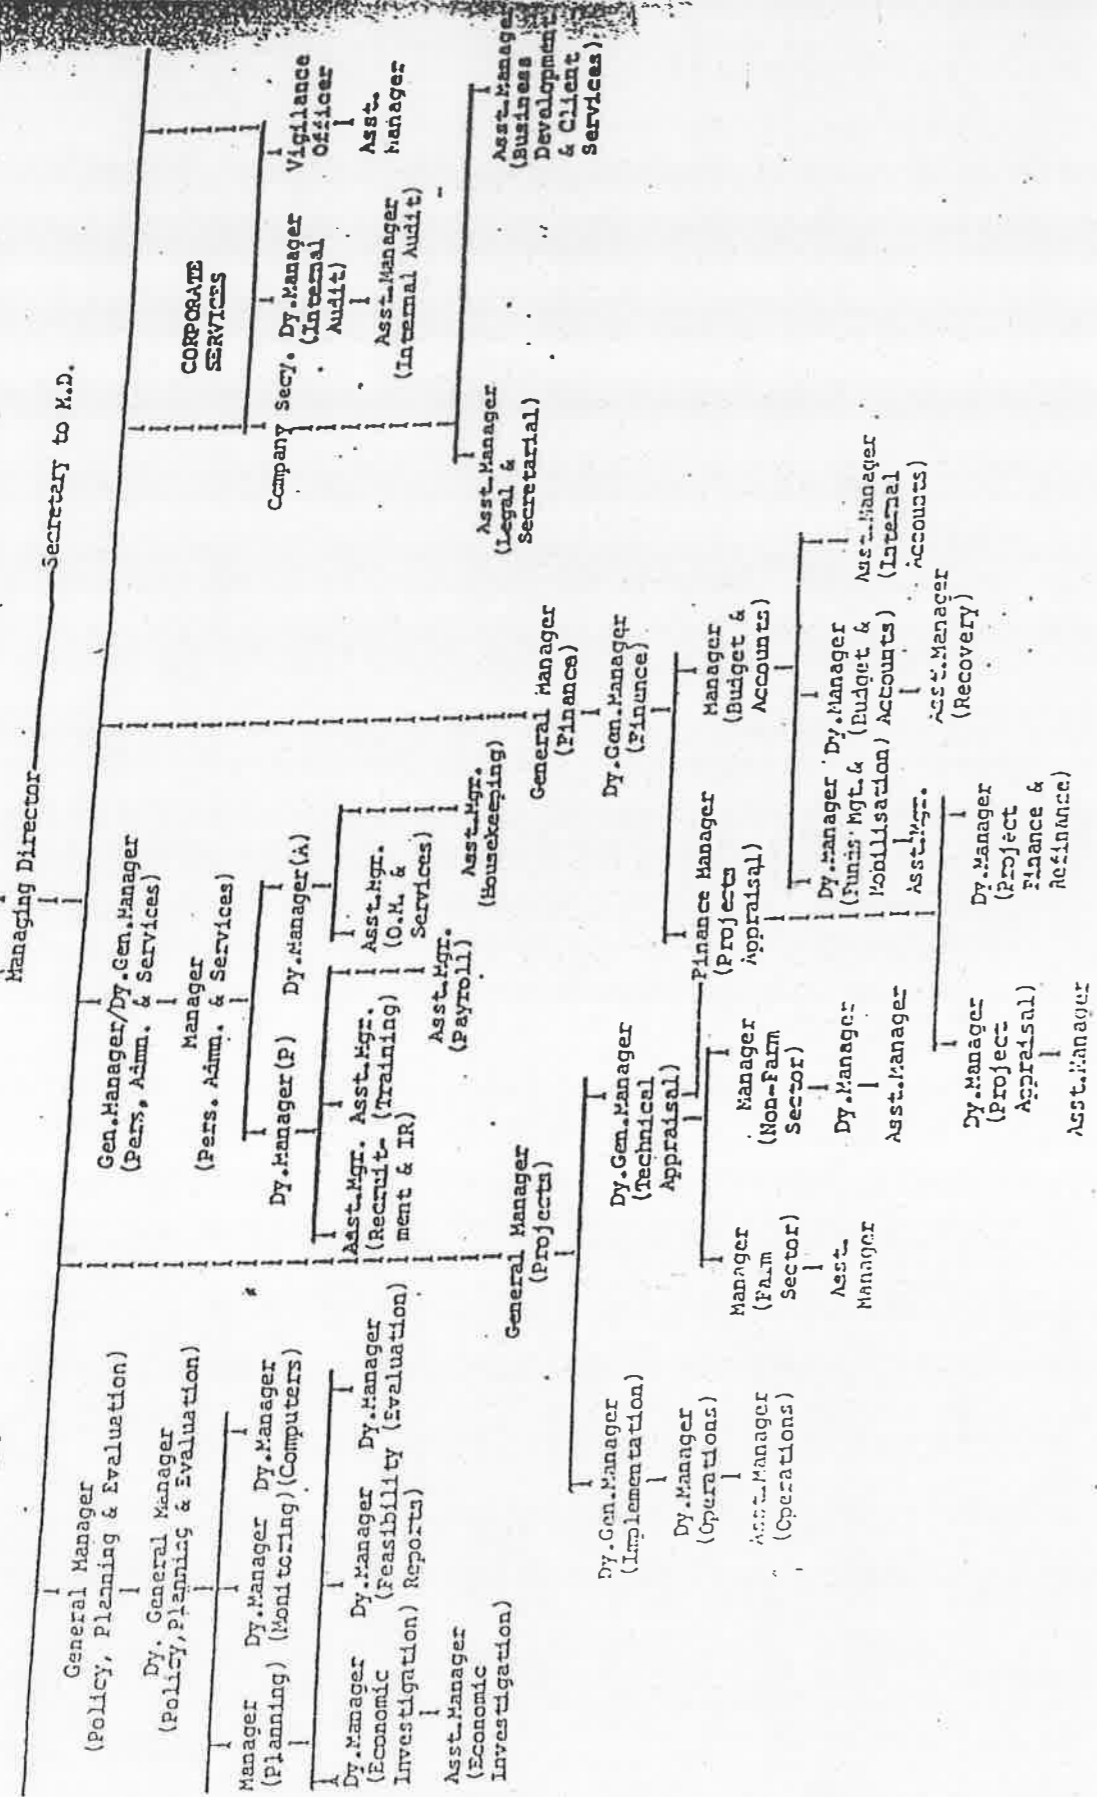 Managing Director
Secretary to M.D.
General Manager
(Policy, Planning & Evaluation)
Dy. General Manager
(Policy, Planning & Evaluation)
Manager
(Planning)
Dy.Manager
(Monitoring)
Dy.Manager
(Computers)
Dy.Manager
(Economic
Investigation)
Dy.Manager
(Feasibility
Reports)
Dy.Manager
(Evaluation)
Asst.Manager
(Economic
Investigation)
Gen.Manager/Dy.Gen.Manager
(Pers, Admn. & Services)
Manager
(Pers. Admn. & Services)
Dy.Manager(P)
Dy.Manager(A)
Asst.Mgr.
(Recruit-
ment & IR)
Asst.Mgr.
(Training)
Asst.Mgr.
(Payroll)
Asst.Mgr.
(O.M. &
Services)
Asst.Mgr.
(Housekeeping)
General Manager
(Projects)
Dy.Gen.Manager
(Implementation)
Dy.Manager
(Operations)
Asst.Manager
(Operations)
Dy.Gen.Manager
(Technical
Appraisal)
Manager
(Farm
Sector)
Asst.
Manager
Manager
(Non-Farm
Sector)
Dy.Manager
Asst.Manager
General Manager
(Finance)
Dy.Gen.Manager
(Finance)
Finance Manager
(Projects
Appraisal)
Manager
(Budget &
Accounts)
Dy.Manager
(Funds Mgt.&
Mobilisation)
Asst.Mgr.
Dy.Manager
(Budget &
Accounts)
Asst.Manager
(Recovery)
Asst.Manager
(Internal
Accounts)
Dy.Manager
(Project
Appraisal)
Asst.Manager
Dy.Manager
(Project
Finance &
Refinance)
CORPORATE
SERVICES
Company Secy.
Dy.Manager
(Internal
Audit)
Asst.Manager
(Internal Audit)
Vigilance
Officer
Asst.
Manager
Asst.Manager
(Legal &
Secretarial)
Asst.Manage
(Business
Development
& Client
Services)